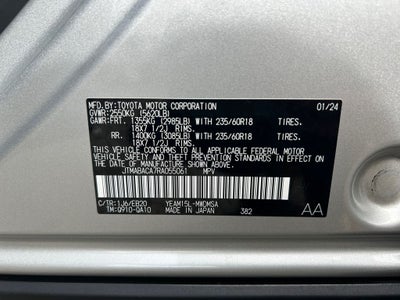 MFD.BY:TOYOTA MOTOR CORPORATION 01/24
GVWR:2550KG (5620LB)
GAWR:FRT. 1355KG (2985LB) WITH 235/60R18 TIRES.
18X7 1/2J RIMS.
RR. 1400KG (3085LB) WITH 235/60R18 TIRES.
18X7 1/2J RIMS.
THIS VEHICLE CONFORMS TO ALL APPLICABLE
FEDERAL MOTOR VEHICLE SAFETY AND BUMPER
STANDARDS IN EFFECT ON THE DATE OF
MANUFACTURE SHOWN ABOVE.
JTMABACA7RA055061 MPV
C/TR:1J6/EB20 YEAM15L-MWDMSA
TM:Q910-QA10 MADE IN JAPAN 382 AA